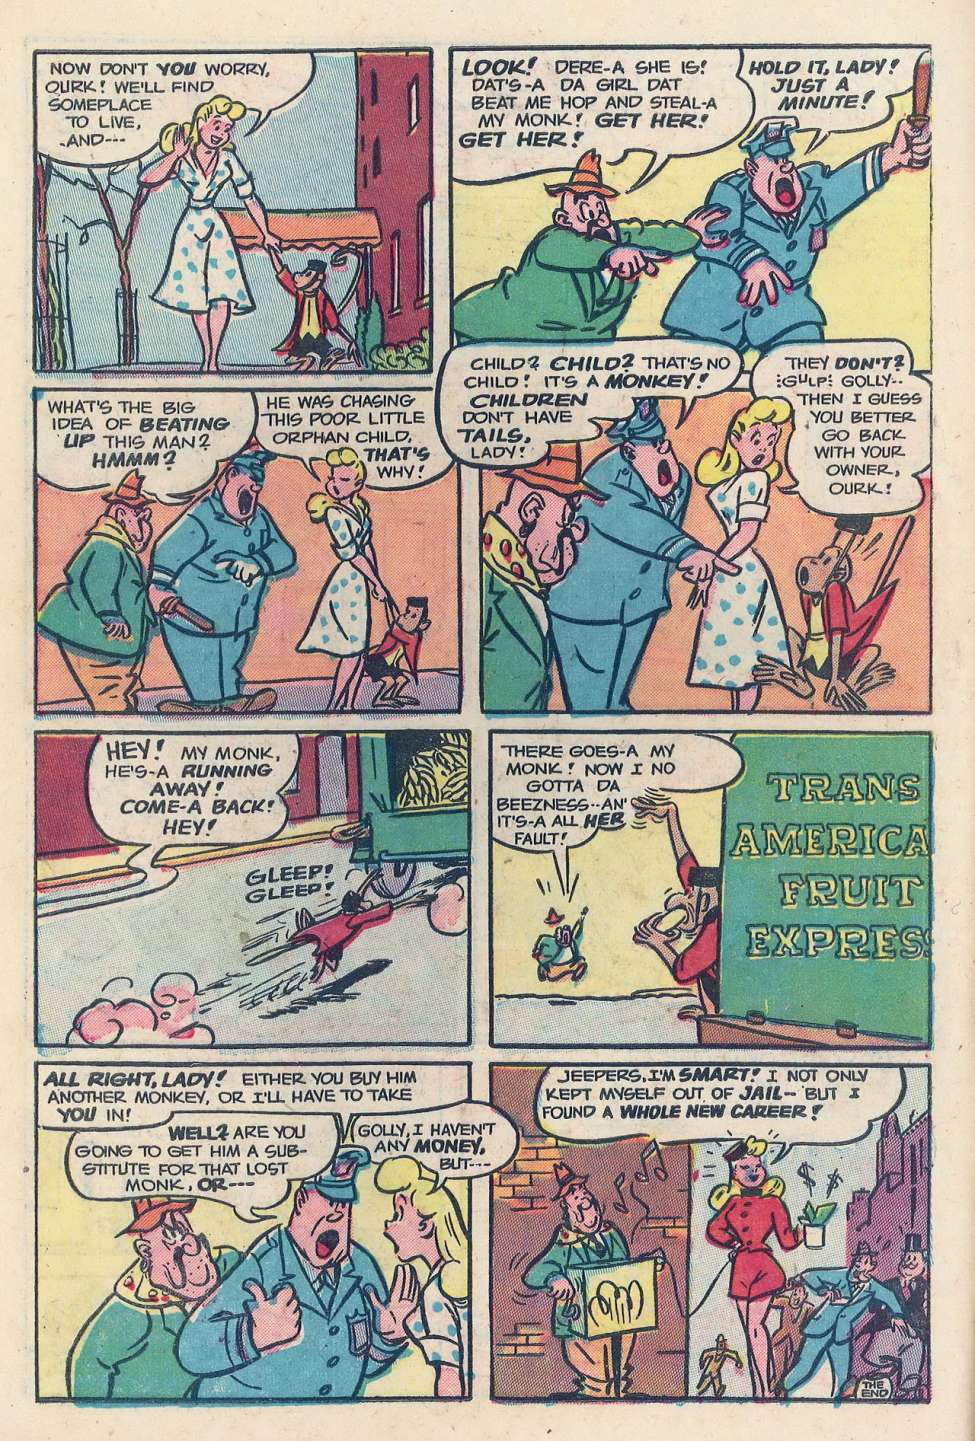 NOW DON'T YOU WORRY,
OURK! WE'LL FIND
SOMEPLACE
TO LIVE,
AND---
LOOK! DERE-A SHE IS!
DAT'S-A DA GIRL DAT
BEAT ME HOP AND STEAL-A
MY MONK! GET HER!
GET HER!
HOLD IT, LADY!
JUST A
MINUTE!
WHAT'S THE BIG
IDEA OF BEATING
UP THIS MAN?
HMMM?
HE WAS CHASING
THIS POOR LITTLE
ORPHAN CHILD,
THAT'S
WHY!
CHILD? CHILD? THAT'S NO
CHILD! IT'S A MONKEY!
CHILDREN
DON'T HAVE
TAILS,
LADY!
THEY DON'T?
:GULP: GOLLY--
THEN I GUESS
YOU BETTER
GO BACK
WITH YOUR
OWNER,
OURK!
HEY! MY MONK,
HE'S-A RUNNING
AWAY!
COME-A BACK!
HEY!
GLEEP!
GLEEP!
THERE GOES-A MY
MONK! NOW I NO
GOTTA DA
BEEZNESS--AN'
IT'S-A ALL HER
FAULT!
TRANS
AMERICA
FRUIT
EXPRESS
ALL RIGHT, LADY! EITHER YOU BUY HIM
ANOTHER MONKEY, OR I'LL HAVE TO TAKE
YOU IN!
WELL? ARE YOU
GOING TO GET HIM A SUB-
STITUTE FOR THAT LOST
MONK, OR---
GOLLY, I HAVEN'T
ANY MONEY,
BUT---
JEEPERS, I'M SMART! I NOT ONLY
KEPT MYSELF OUT OF JAIL-- BUT I
FOUND A WHOLE NEW CAREER!
$ $
THE
END